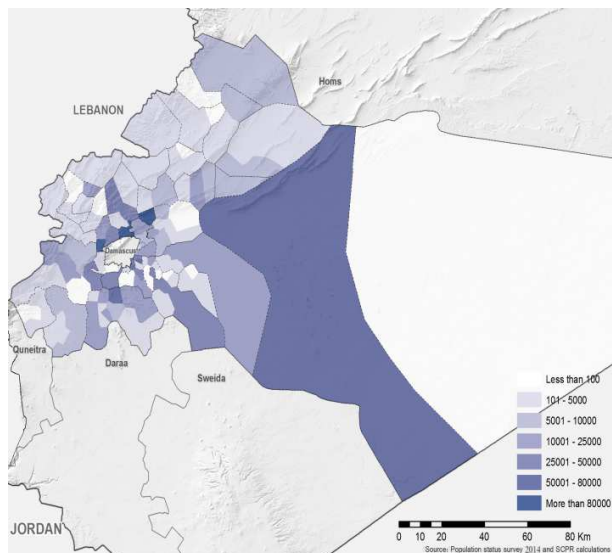 Homs
LEBANON
Damascus
Quneitra
Daraa
Sweida
JORDAN
Less than 100
101 - 5000
5001 - 10000
10001 - 25000
25001 - 50000
50001 - 80000
More than 80000
0 10 20 40 60 80 Km
Source: Population status survey 2014 and SCPR calculations